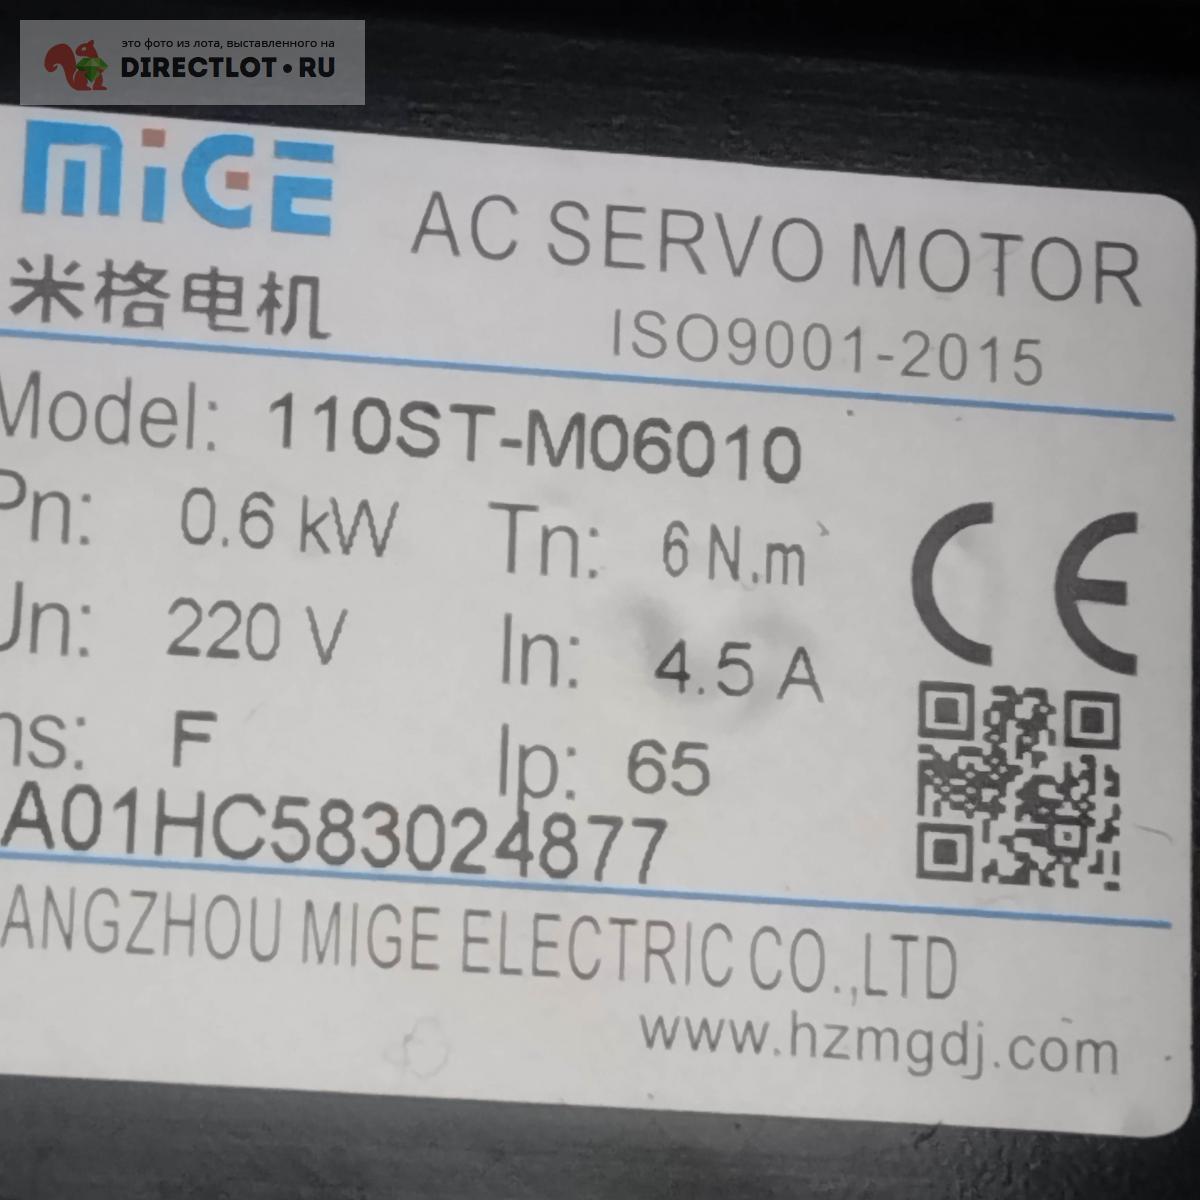 это фото из лота, выставленного на
DIRECTLOT•RU
MiGE
米格电机
AC SERVO MOTOR
ISO9001-2015
Model: 110ST-M06010
Pn: 0.6 kW Tn: 6 N.m
Un: 220 V In: 4.5 A
ns: F Ip: 65
A01HC583024877
ANGZHOU MIGE ELECTRIC CO.,LTD
www.hzmgdj.com
CE